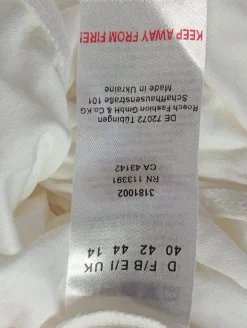 D F/B E/I UK
40 42 44 14
3181002
RN 113391
CA 43142
DE 72072 Tübingen
Rosch Fashion GmbH & Co.KG
Schaffhausenstraße 101
Made in Ukraine
KEEP AWAY FROM FIRE!